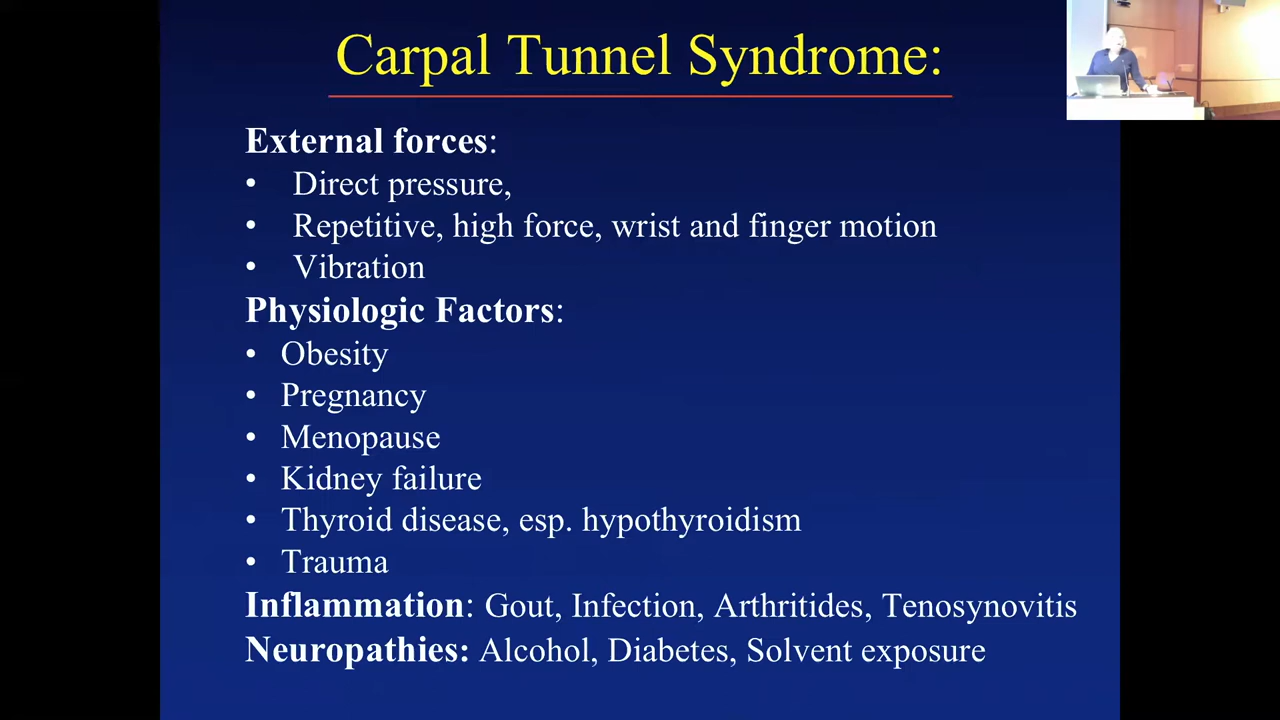 Carpal Tunnel Syndrome:
External forces:
• Direct pressure,
• Repetitive, high force, wrist and finger motion
• Vibration
Physiologic Factors:
• Obesity
• Pregnancy
• Menopause
• Kidney failure
• Thyroid disease, esp. hypothyroidism
• Trauma
Inflammation: Gout, Infection, Arthritides, Tenosynovitis
Neuropathies: Alcohol, Diabetes, Solvent exposure